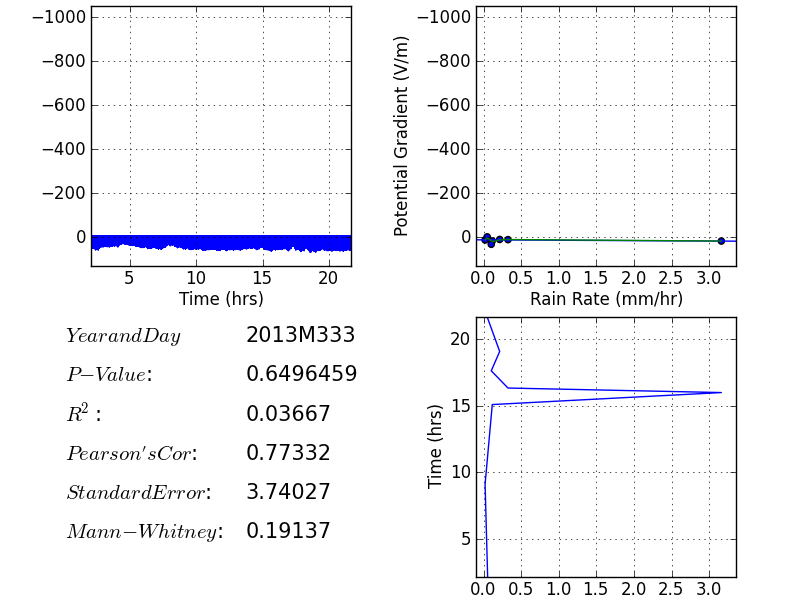 −1000
−800
−600
−400
−200
0
5 10 15 20
Time (hrs)
Potential Gradient (V/m)
−1000
−800
−600
−400
−200
0
0.0 0.5 1.0 1.5 2.0 2.5 3.0
Rain Rate (mm/hr)
YearandDay 2013M333
P−Value: 0.6496459
R²: 0.03667
Pearson'sCor: 0.77332
StandardError: 3.74027
Mann−Whitney: 0.19137
Time (hrs)
20
15
10
5
0.0 0.5 1.0 1.5 2.0 2.5 3.0